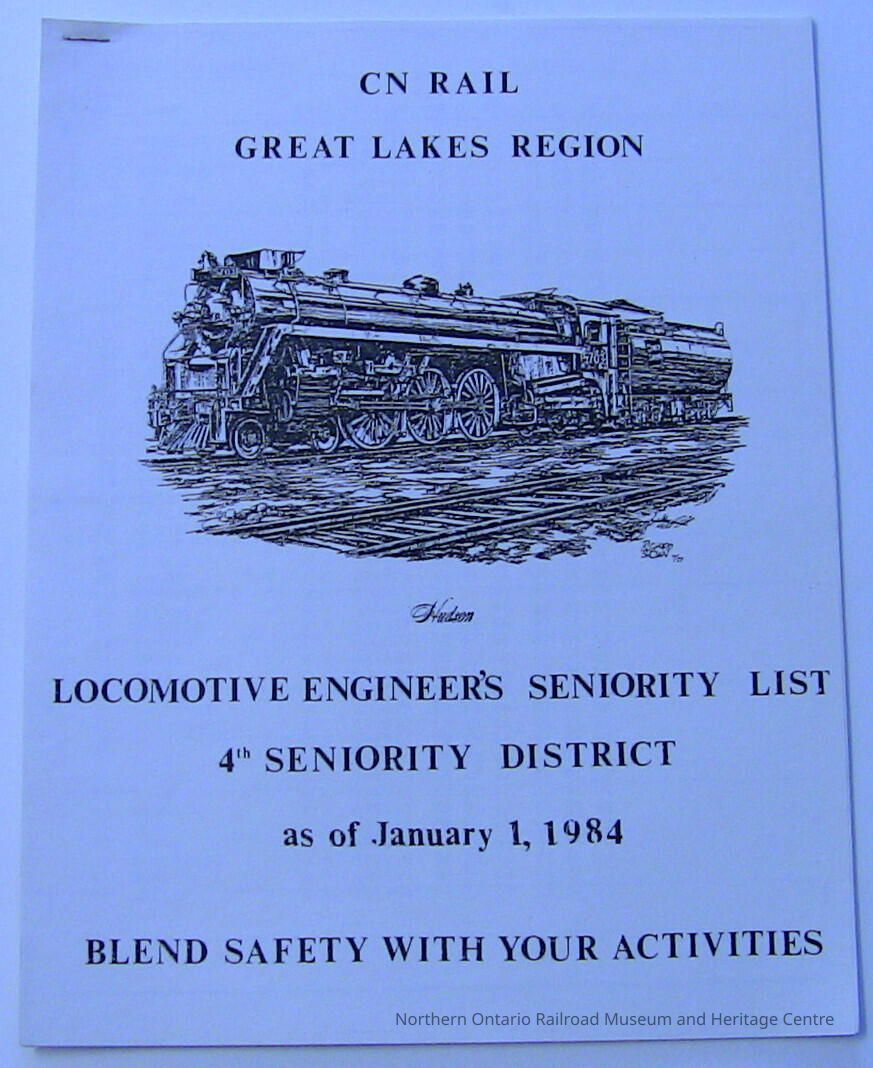 CN RAIL
GREAT LAKES REGION
5703
Hudson
LOCOMOTIVE ENGINEER'S SENIORITY LIST
4th SENIORITY DISTRICT
as of January 1, 1984
BLEND SAFETY WITH YOUR ACTIVITIES
Northern Ontario Railroad Museum and Heritage Centre